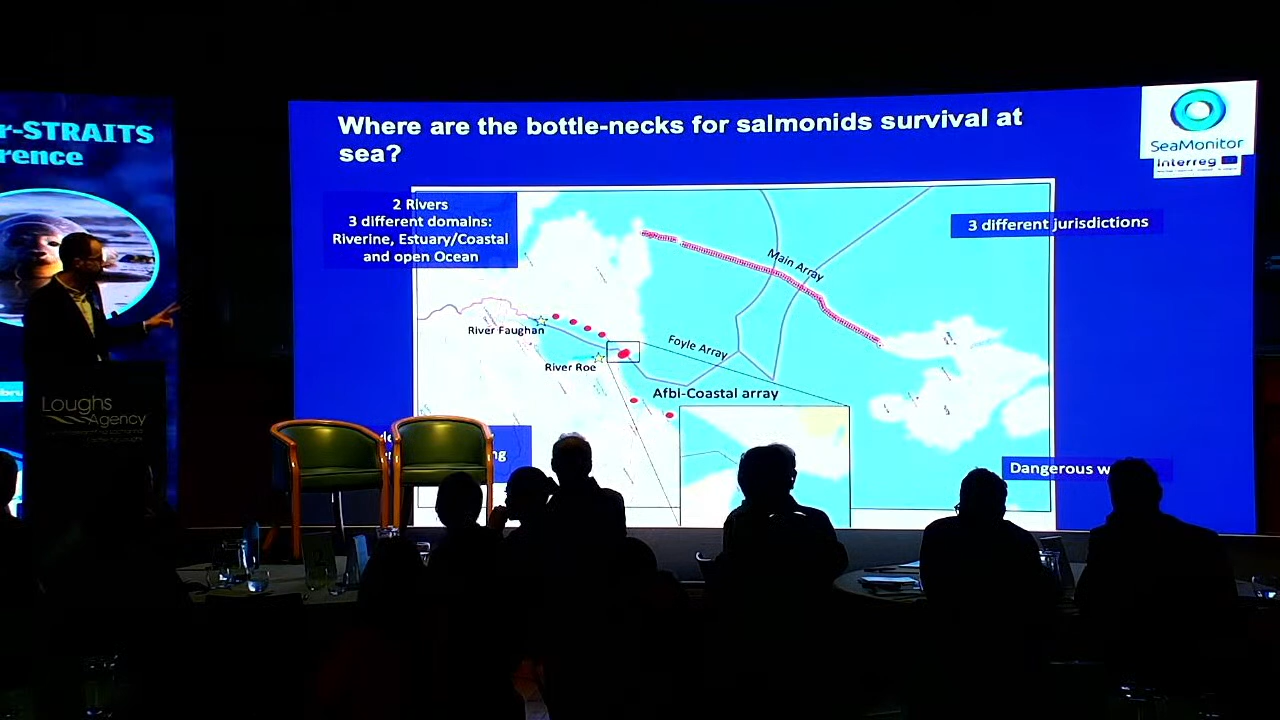 r-STRAITS
rence
Loughs
Agency
Where are the bottle-necks for salmonids survival at
sea?
SeaMonitor
Interreg
2 Rivers
3 different domains:
Riverine, Estuary/Coastal
and open Ocean
3 different jurisdictions
Main Array
River Faughan
Foyle Array
River Roe
Afbl-Coastal array
Dangerous w